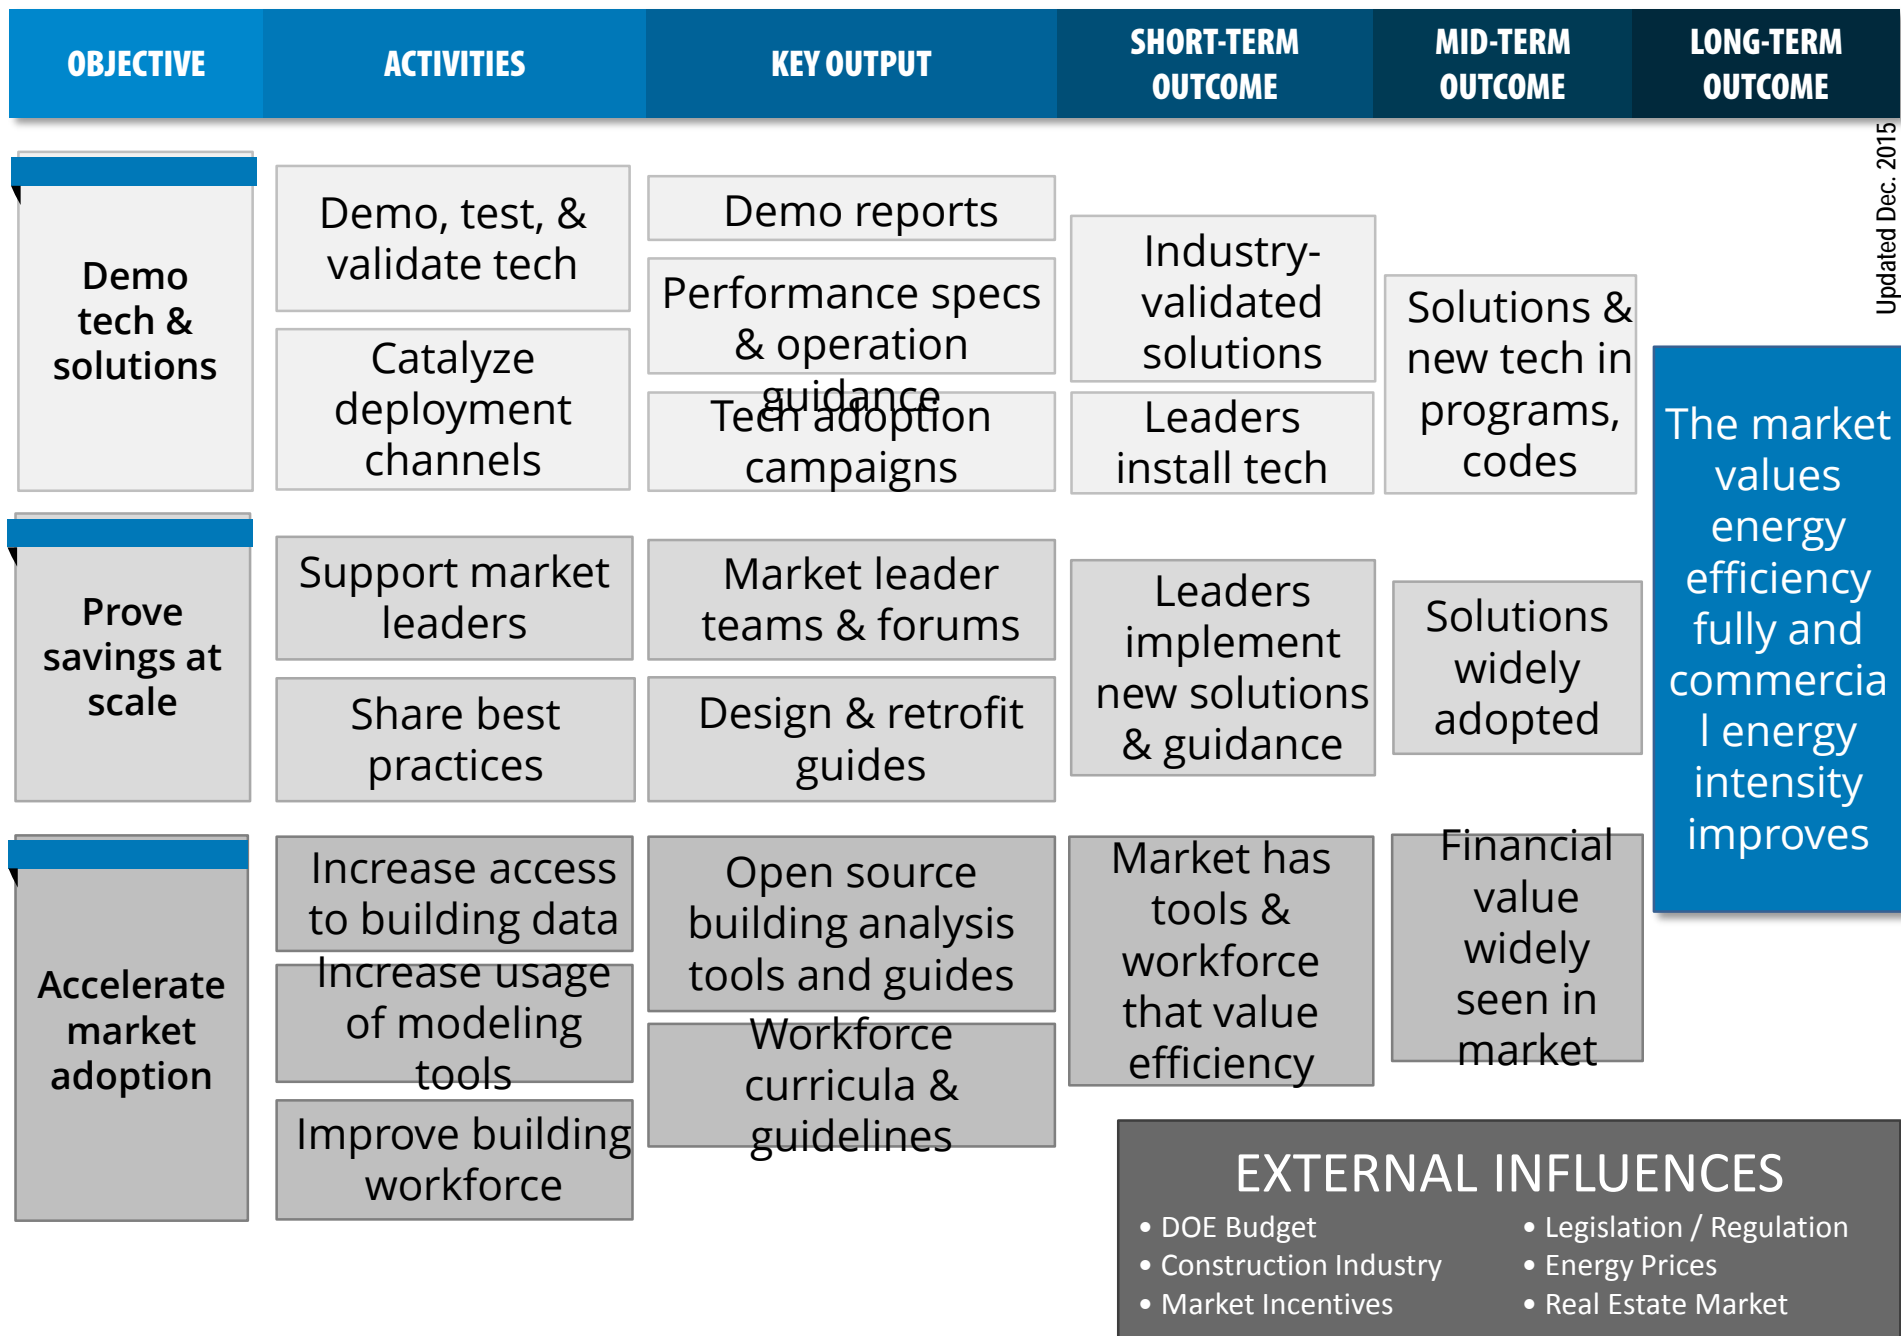 OBJECTIVE
ACTIVITIES
KEY OUTPUT
SHORT-TERM
OUTCOME
MID-TERM
OUTCOME
LONG-TERM
OUTCOME
Updated Dec. 2015
Demo
tech &
solutions
Demo, test, &
validate tech
Catalyze
deployment
channels
Demo reports
Performance specs
& operation
guidance
Tech adoption
campaigns
Industry-
validated
solutions
Leaders
install tech
Solutions &
new tech in
programs,
codes
Prove
savings at
scale
Support market
leaders
Share best
practices
Market leader
teams & forums
Design & retrofit
guides
Leaders
implement
new solutions
& guidance
Solutions
widely
adopted
Accelerate
market
adoption
Increase access
to building data
Increase usage
of modeling
tools
Improve building
workforce
Open source
building analysis
tools and guides
Workforce
curricula &
guidelines
Market has
tools &
workforce
that value
efficiency
Financial
value
widely
seen in
market
The market
values
energy
efficiency
fully and
commercia
l energy
intensity
improves
EXTERNAL INFLUENCES
• DOE Budget
• Construction Industry
• Market Incentives
• Legislation / Regulation
• Energy Prices
• Real Estate Market